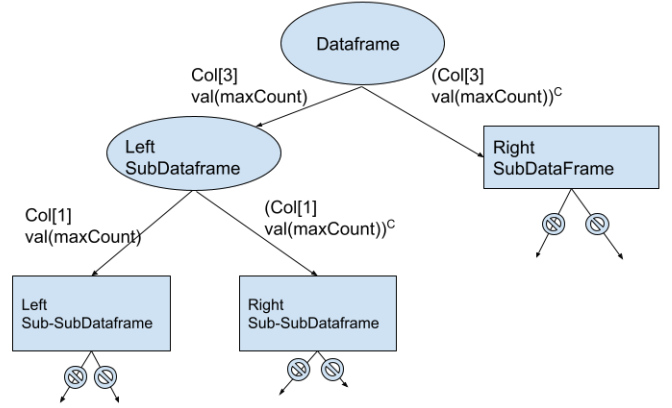 Dataframe
Col[3]
val(maxCount)
(Col[3]
val(maxCount))ᶜ
Left
SubDataframe
Right
SubDataFrame
Col[1]
val(maxCount)
(Col[1]
val(maxCount))ᶜ
Left
Sub-SubDataframe
Right
Sub-SubDataframe